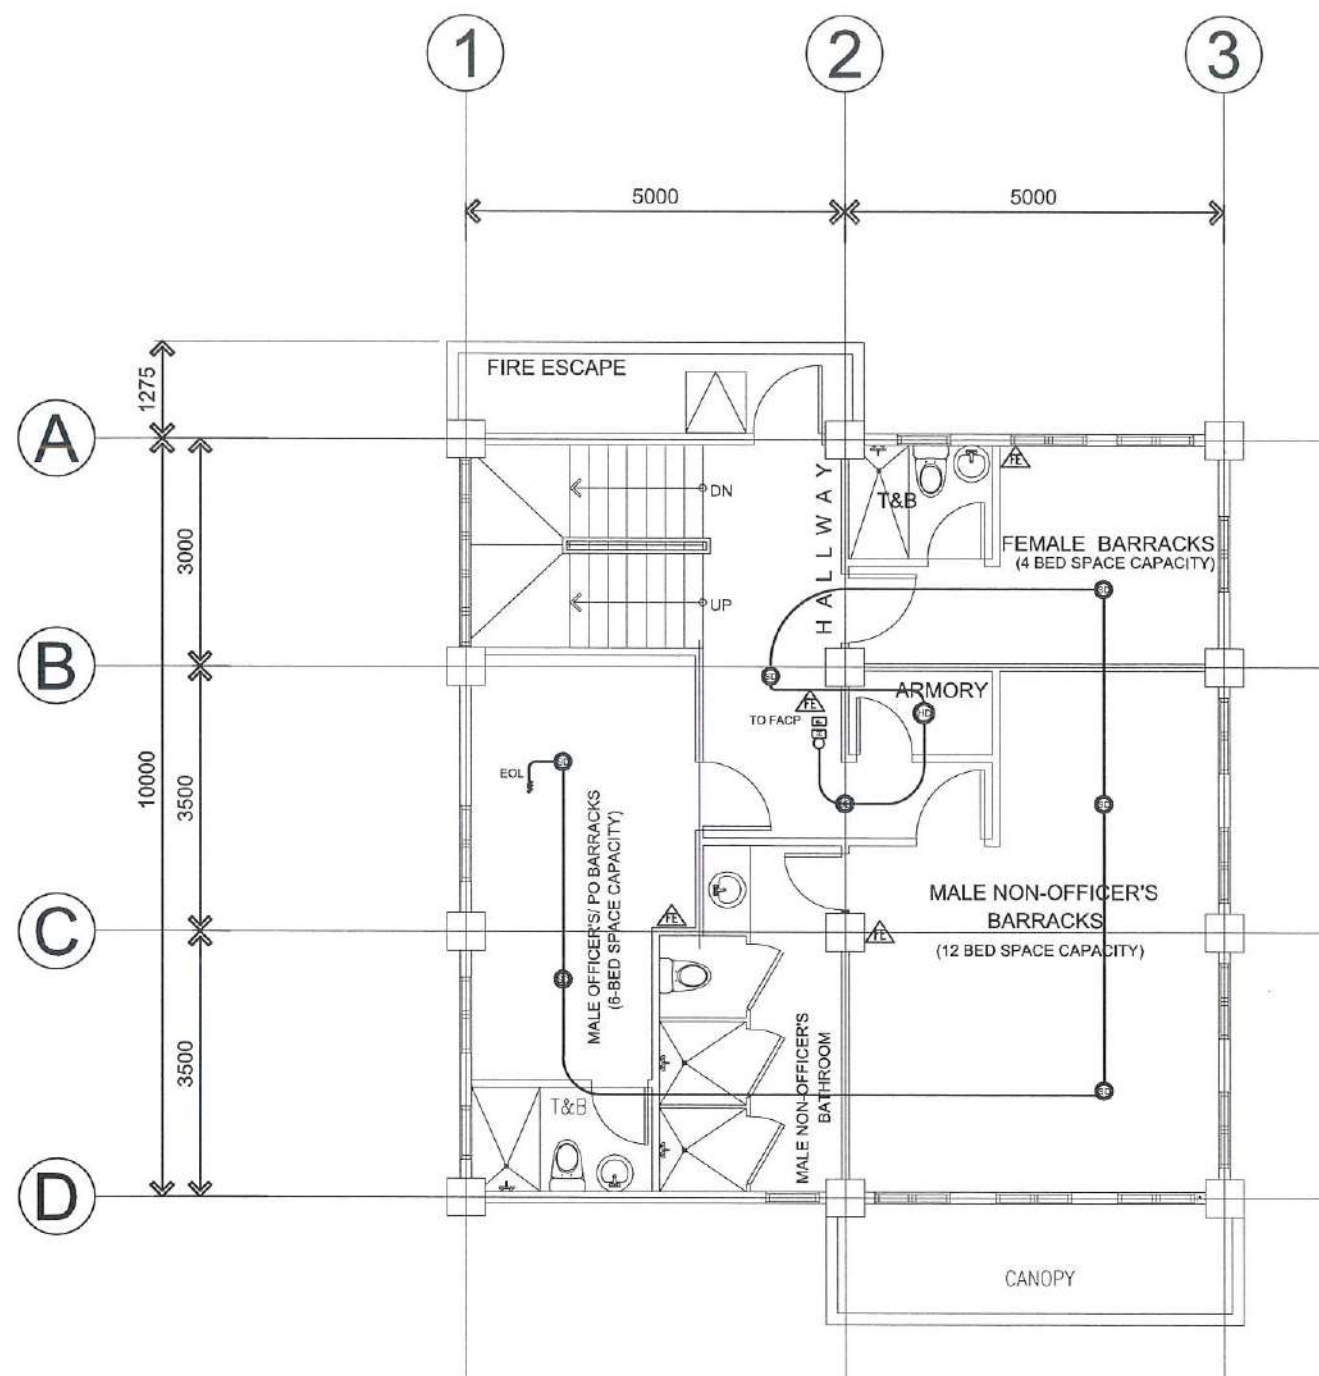 1
2
3
5000
5000
FIRE ESCAPE
1275
A
DN
HALLWAY
T&B
FE
FEMALE BARRACKS
(4 BED SPACE CAPACITY)
3000
UP
B
ARMORY
FE
TO FACP
HD
10000
3500
EOL
MALE OFFICER'S/ PO BARRACKS
(6-BED SPACE CAPACITY)
C
FE
FE
MALE NON-OFFICER'S
BARRACKS
(12 BED SPACE CAPACITY)
3500
MALE NON-OFFICER'S
BATHROOM
T&B
D
CANOPY